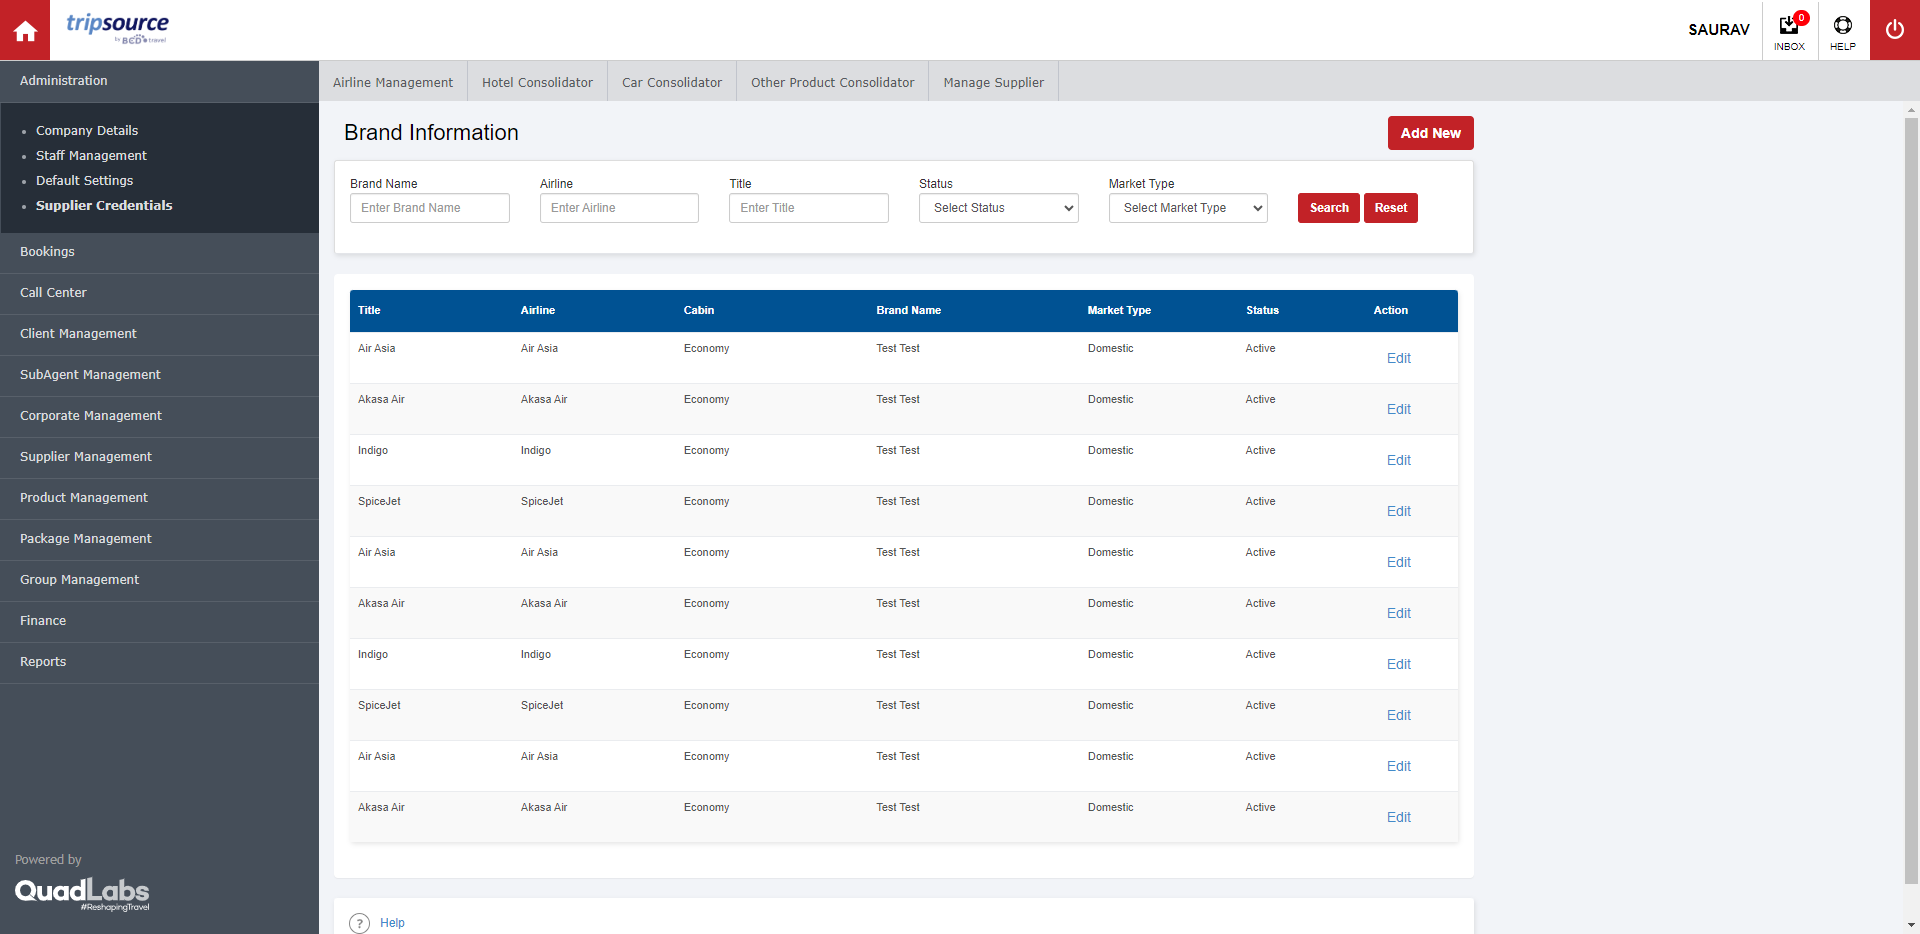 tripsource
by BCD travel
SAURAV
0
INBOX
HELP
Administration
Company Details
Staff Management
Default Settings
Supplier Credentials
Bookings
Call Center
Client Management
SubAgent Management
Corporate Management
Supplier Management
Product Management
Package Management
Group Management
Finance
Reports
Powered by
QuadLabs
#ReshapingTravel
Airline Management Hotel Consolidator Car Consolidator Other Product Consolidator Manage Supplier
Brand Information
Add New
Brand Name Airline Title Status Market Type
Enter Brand Name Enter Airline Enter Title Select Status Select Market Type Search Reset
Title Airline Cabin Brand Name Market Type Status Action
Air Asia Air Asia Economy Test Test Domestic Active Edit
Akasa Air Akasa Air Economy Test Test Domestic Active Edit
Indigo Indigo Economy Test Test Domestic Active Edit
SpiceJet SpiceJet Economy Test Test Domestic Active Edit
Air Asia Air Asia Economy Test Test Domestic Active Edit
Akasa Air Akasa Air Economy Test Test Domestic Active Edit
Indigo Indigo Economy Test Test Domestic Active Edit
SpiceJet SpiceJet Economy Test Test Domestic Active Edit
Air Asia Air Asia Economy Test Test Domestic Active Edit
Akasa Air Akasa Air Economy Test Test Domestic Active Edit
? Help